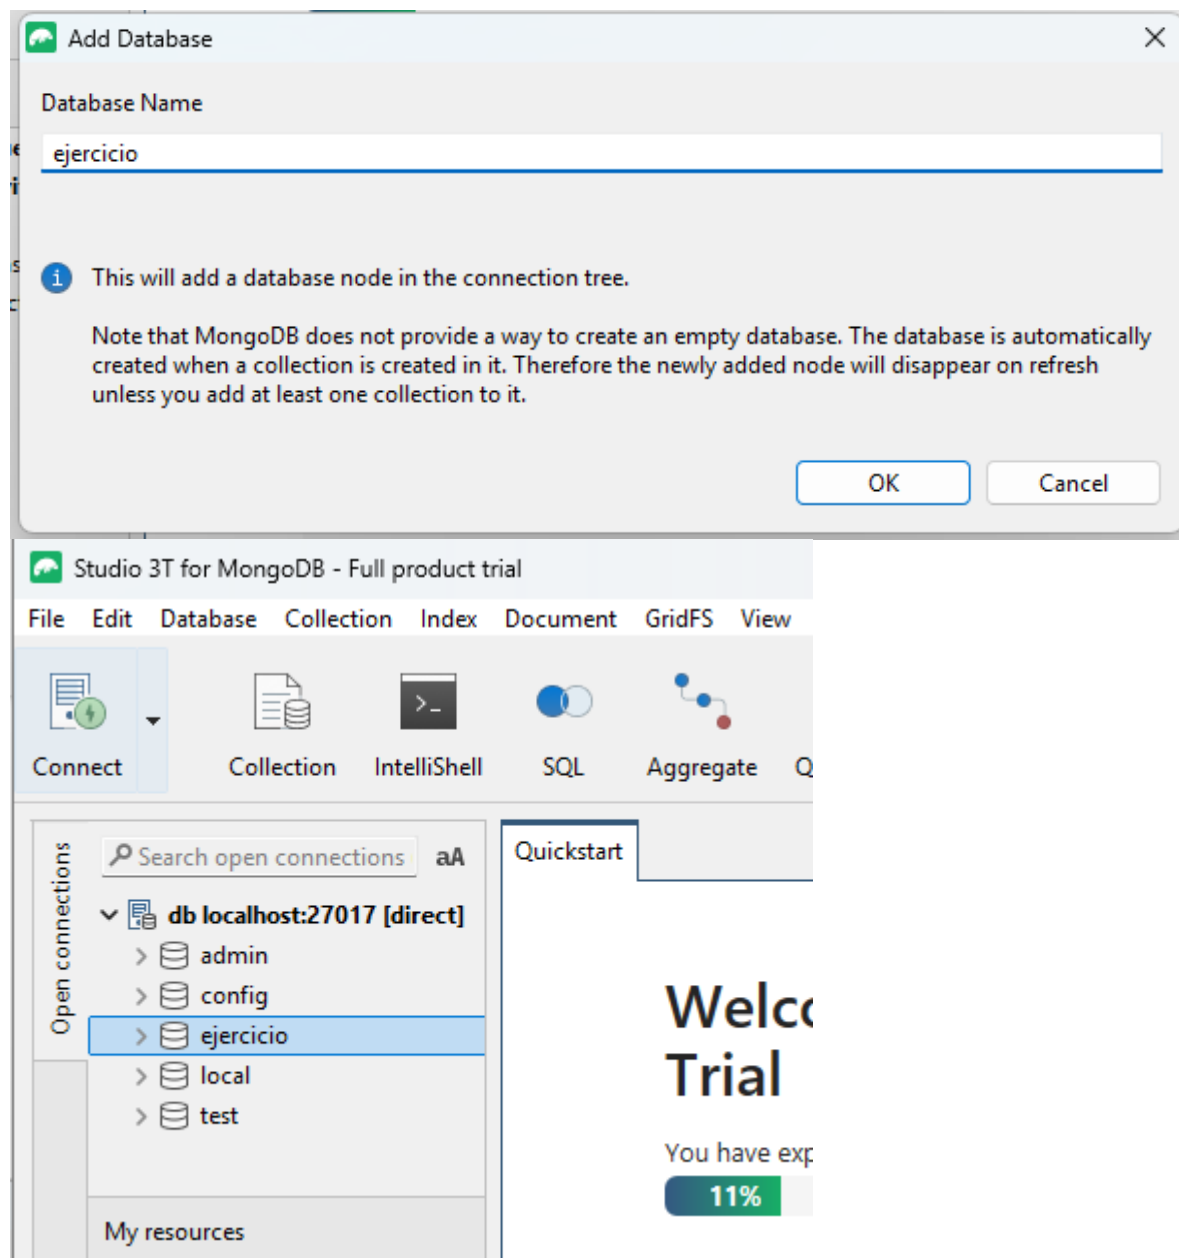 Add Database
Database Name
ejercicio
This will add a database node in the connection tree.
Note that MongoDB does not provide a way to create an empty database. The database is automatically
created when a collection is created in it. Therefore the newly added node will disappear on refresh
unless you add at least one collection to it.
OK Cancel
Studio 3T for MongoDB - Full product trial
File Edit Database Collection Index Document GridFS View
Connect Collection IntelliShell SQL Aggregate
Open connections
Search open connections aA
Quickstart
db localhost:27017 [direct]
admin
config
ejercicio
local
test
Trial
You have
11%
My resources